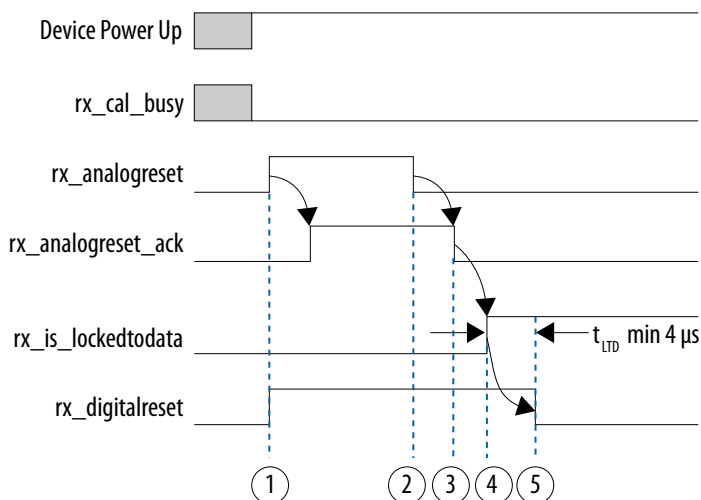 Device Power Up
rx_cal_busy
rx_analogreset
rx_analogreset_ack
rx_is_lockedtodata
t_LTD min 4 µs
rx_digitalreset
1 2 3 4 5